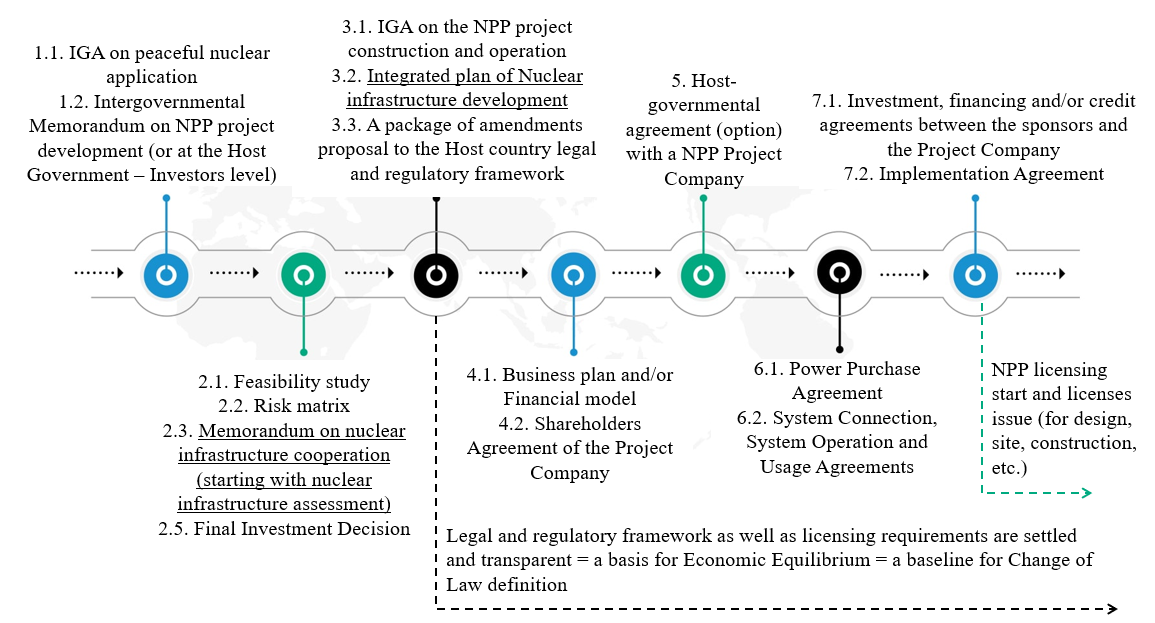 1.1. IGA on peaceful nuclear
application
1.2. Intergovernmental
Memorandum on NPP project
development (or at the Host
Government – Investors level)
2.1. Feasibility study
2.2. Risk matrix
2.3. Memorandum on nuclear
infrastructure cooperation
(starting with nuclear
infrastructure assessment)
2.5. Final Investment Decision
3.1. IGA on the NPP project
construction and operation
3.2. Integrated plan of Nuclear
infrastructure development
3.3. A package of amendments
proposal to the Host country legal
and regulatory framework
4.1. Business plan and/or
Financial model
4.2. Shareholders
Agreement of the Project
Company
5. Host-
governmental
agreement (option)
with a NPP Project
Company
6.1. Power Purchase
Agreement
6.2. System Connection,
System Operation and
Usage Agreements
7.1. Investment, financing and/or credit
agreements between the sponsors and
the Project Company
7.2. Implementation Agreement
NPP licensing
start and licenses
issue (for design,
site, construction,
etc.)
Legal and regulatory framework as well as licensing requirements are settled
and transparent = a basis for Economic Equilibrium = a baseline for Change of
Law definition